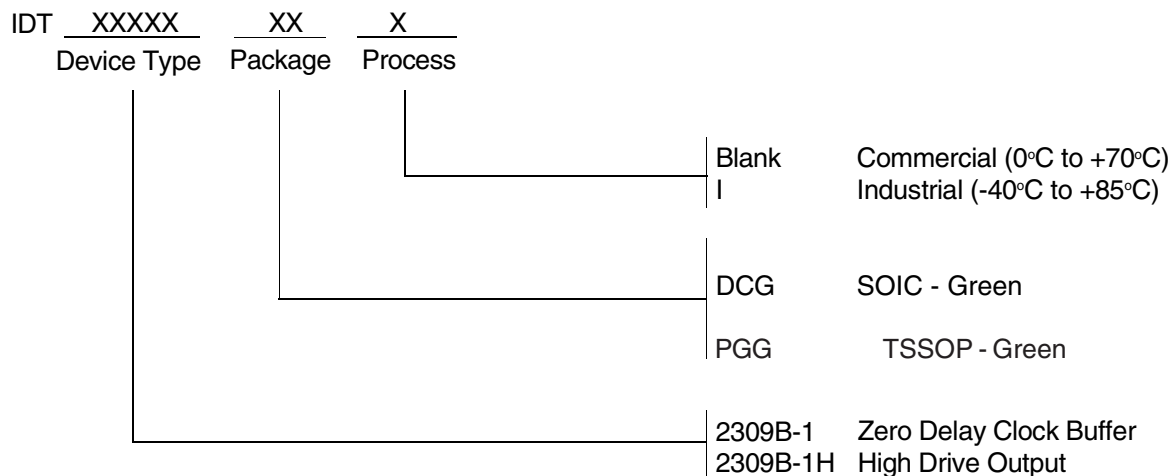 IDT XXXXX XX X
Device Type Package Process
Blank Commercial (0°C to +70°C)
I Industrial (-40°C to +85°C)
DCG SOIC - Green
PGG TSSOP - Green
2309B-1 Zero Delay Clock Buffer
2309B-1H High Drive Output